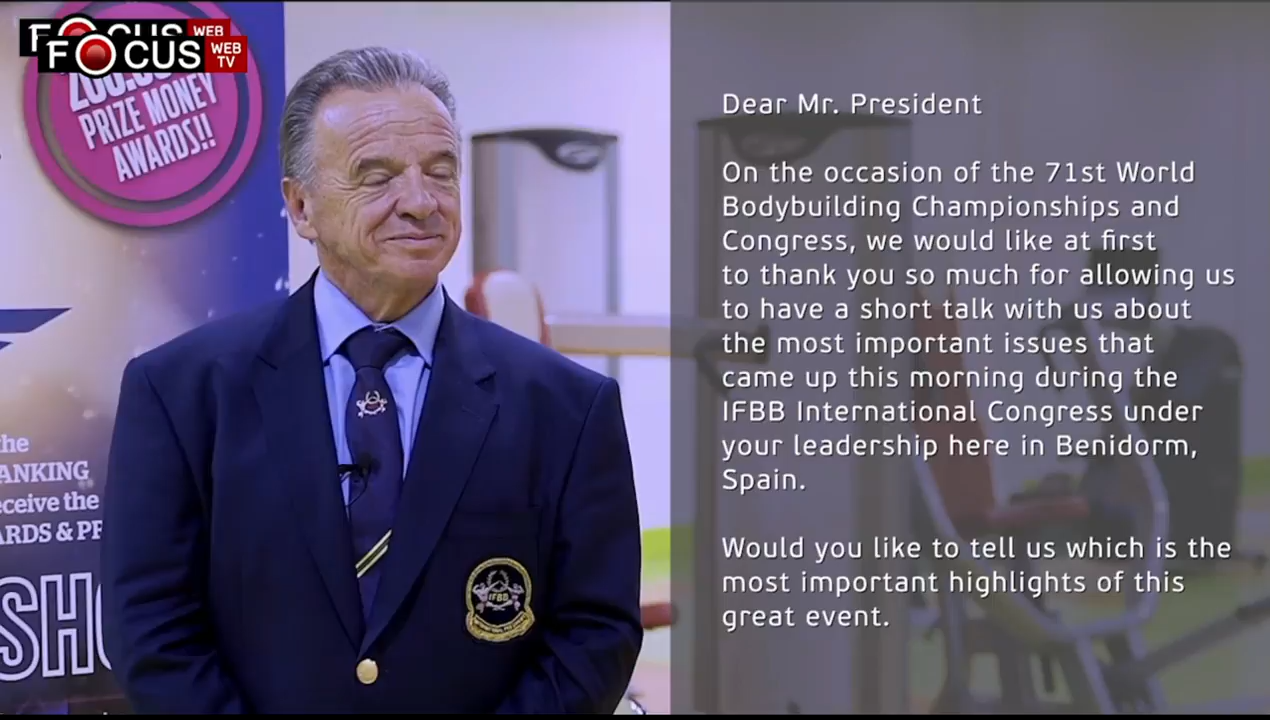 FOCUS WEB
FOCUS WEB TV
PRIZE MONEY
AWARDS!!
the
ANKING
eceive the
ARDS & PR
SHO
IFBB
Dear Mr. President
On the occasion of the 71st World
Bodybuilding Championships and
Congress, we would like at first
to thank you so much for allowing us
to have a short talk with us about
the most important issues that
came up this morning during the
IFBB International Congress under
your leadership here in Benidorm,
Spain.
Would you like to tell us which is the
most important highlights of this
great event.